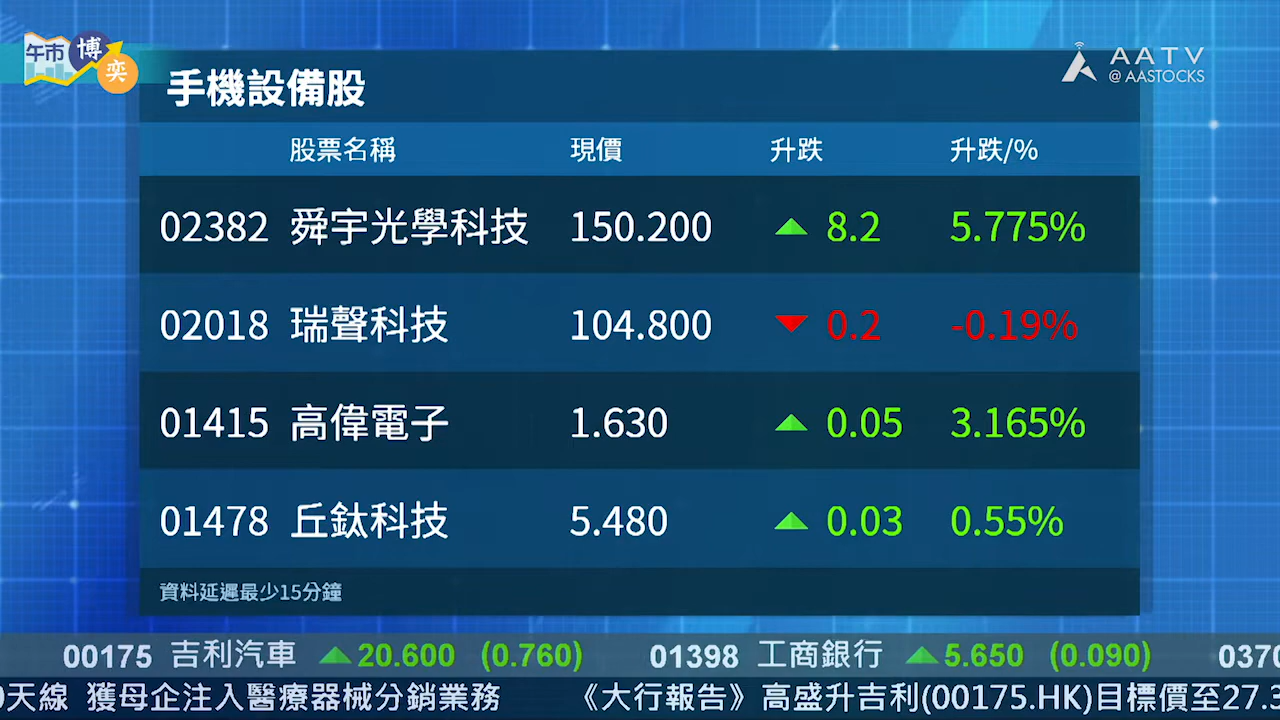 午市博奕
AATV
@AASTOCKS
手機設備股
股票名稱 現價 升跌 升跌/%
02382 舜宇光學科技 150.200 8.2 5.775%
02018 瑞聲科技 104.800 0.2 -0.19%
01415 高偉電子 1.630 0.05 3.165%
01478 丘鈦科技 5.480 0.03 0.55%
資料延遲最少15分鐘
00175 吉利汽車 20.600 (0.760) 01398 工商銀行 5.650 (0.090) 0370
天線 獲母企注入醫療器械分銷業務 《大行報告》高盛升吉利(00175.HK)目標價至27.3